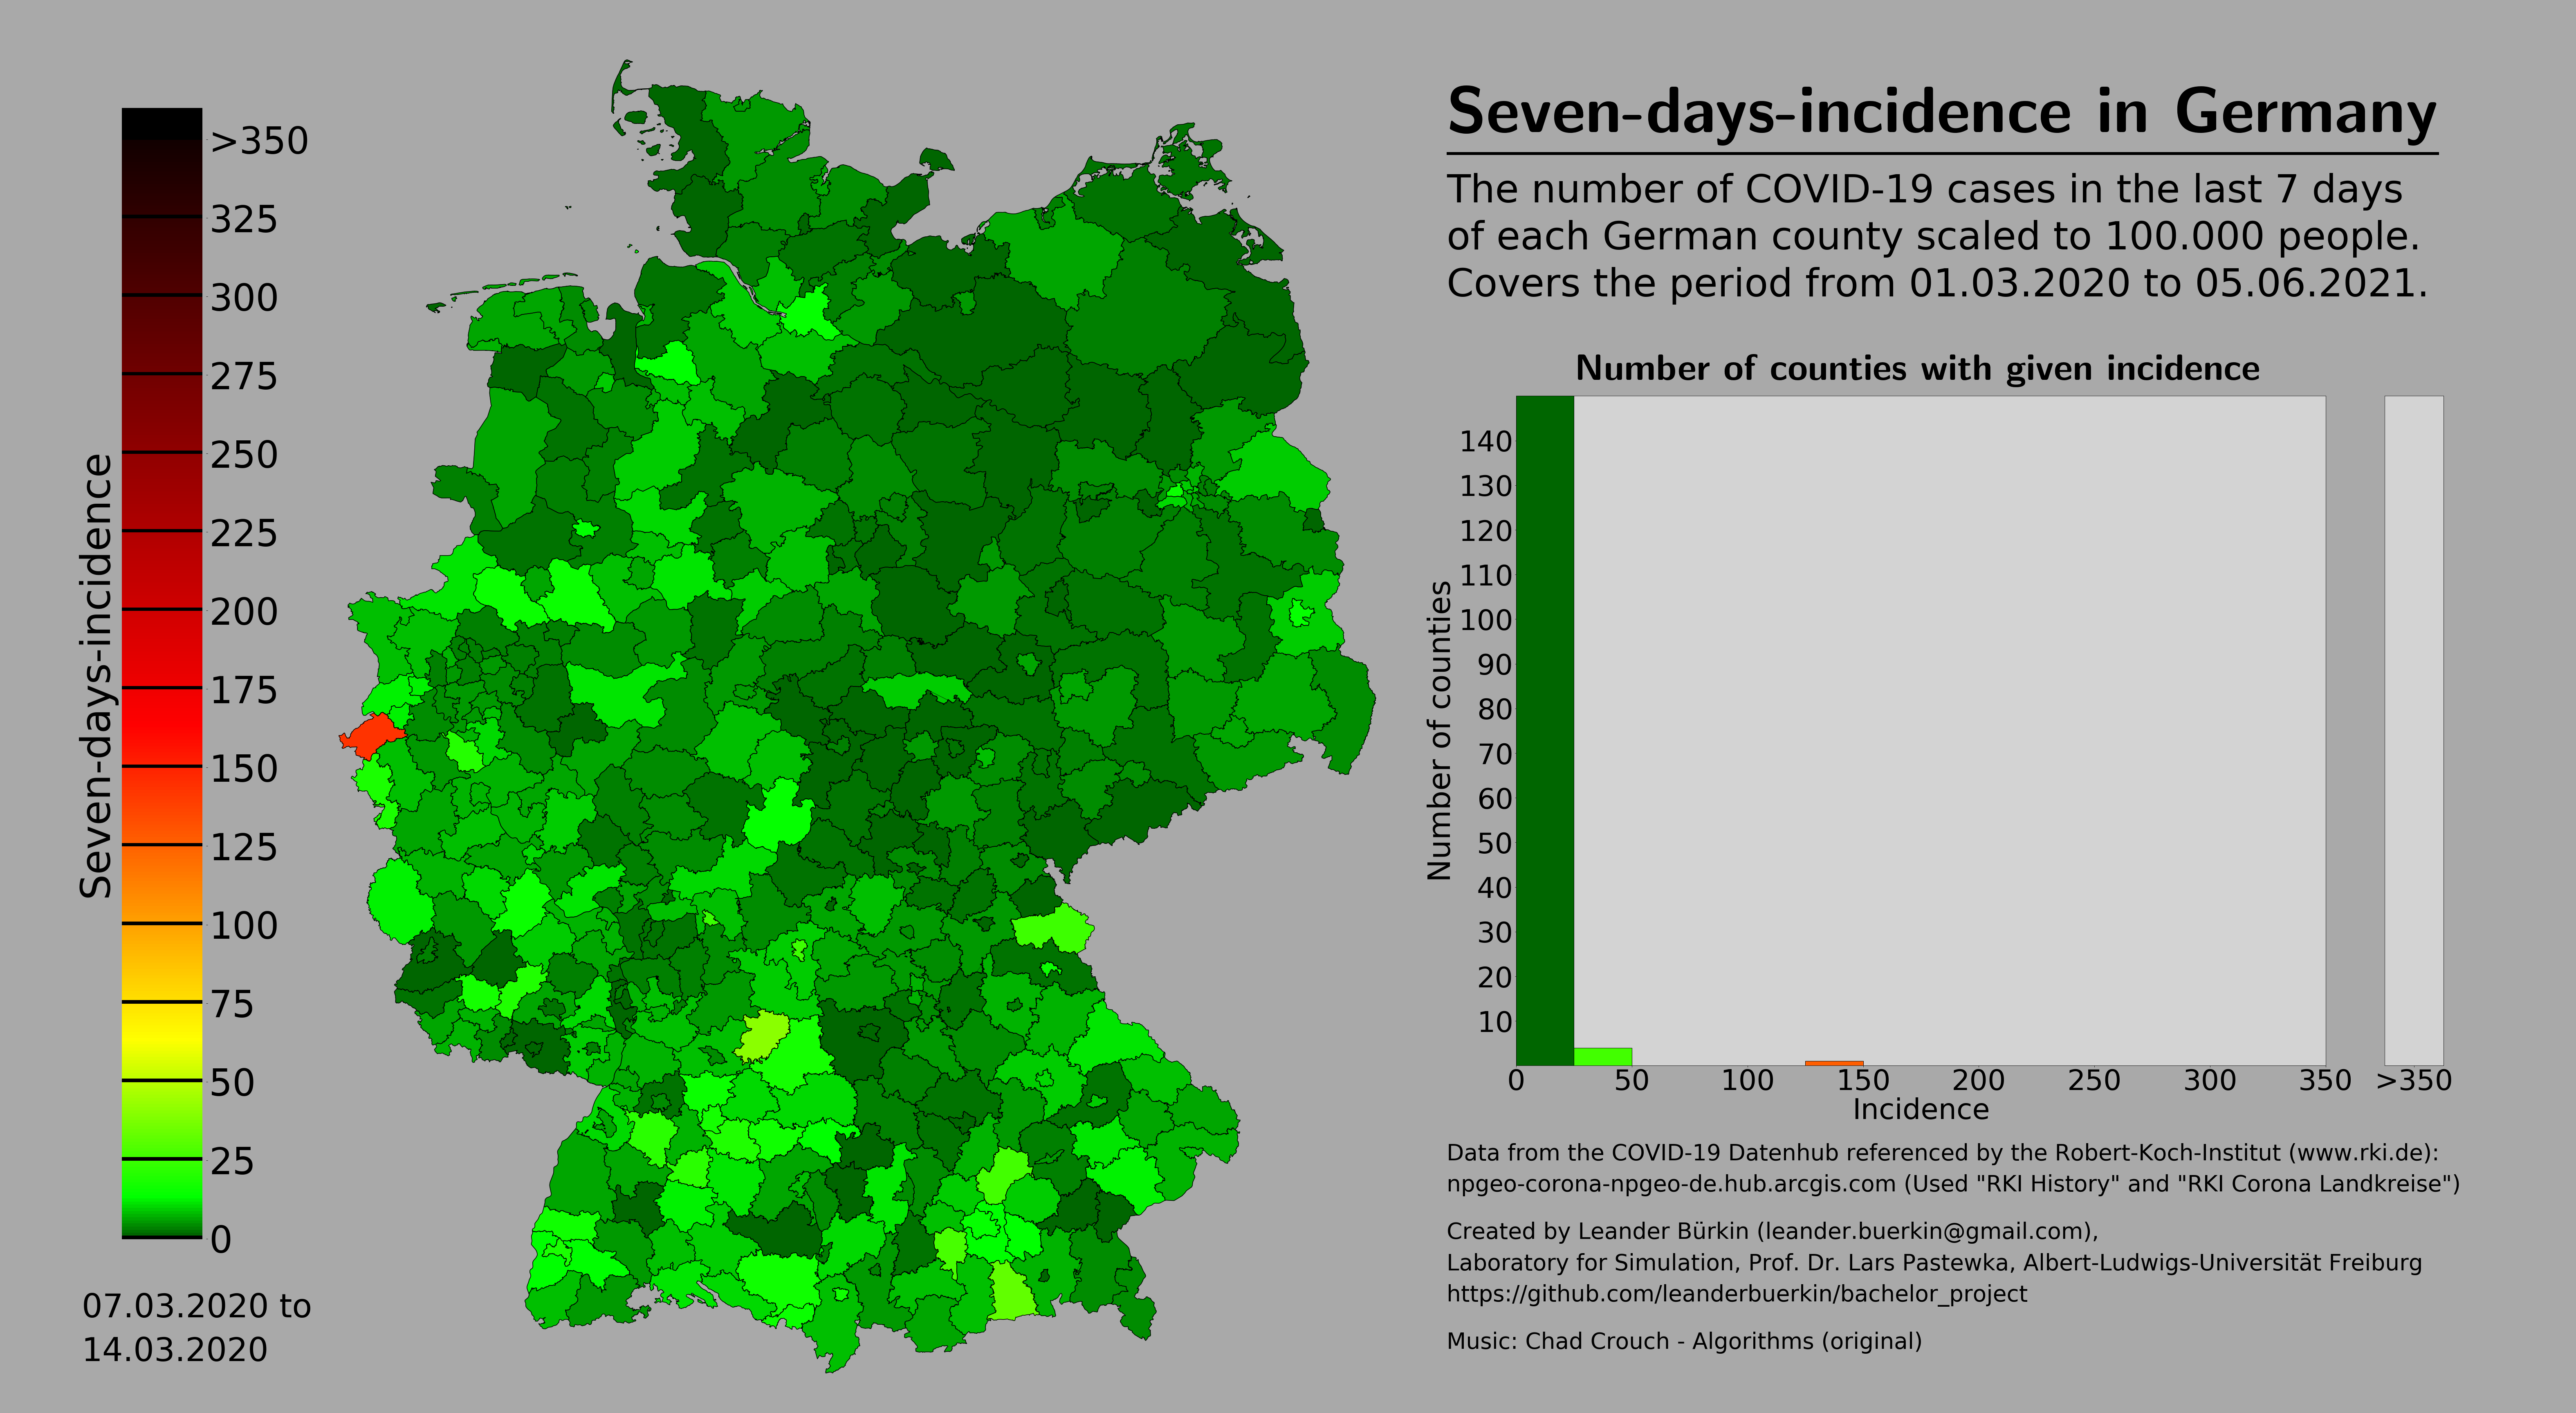 Seven-days-incidence in Germany
The number of COVID-19 cases in the last 7 days
of each German county scaled to 100.000 people.
Covers the period from 01.03.2020 to 05.06.2021.
Seven-days-incidence
>350
325
300
275
250
225
200
175
150
125
100
75
50
25
0
07.03.2020 to
14.03.2020
Number of counties with given incidence
Number of counties
140
130
120
110
100
90
80
70
60
50
40
30
20
10
0 50 100 150 200 250 300 350 >350
Incidence
Data from the COVID-19 Datenhub referenced by the Robert-Koch-Institut (www.rki.de):
npgeo-corona-npgeo-de.hub.arcgis.com (Used "RKI History" and "RKI Corona Landkreise")
Created by Leander Bürkin (leander.buerkin@gmail.com),
Laboratory for Simulation, Prof. Dr. Lars Pastewka, Albert-Ludwigs-Universität Freiburg
https://github.com/leanderbuerkin/bachelor_project
Music: Chad Crouch - Algorithms (original)